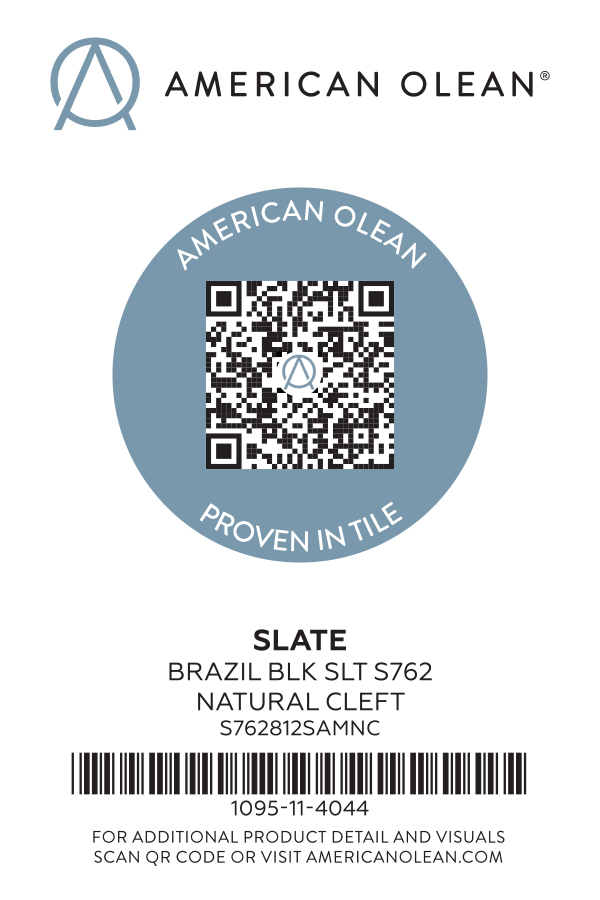 AMERICAN OLEAN®
AMERICAN OLEAN
PROVEN IN TILE
SLATE
BRAZIL BLK SLT S762
NATURAL CLEFT
S762812SAMNC
1095-11-4044
FOR ADDITIONAL PRODUCT DETAIL AND VISUALS
SCAN QR CODE OR VISIT AMERICANOLEAN.COM